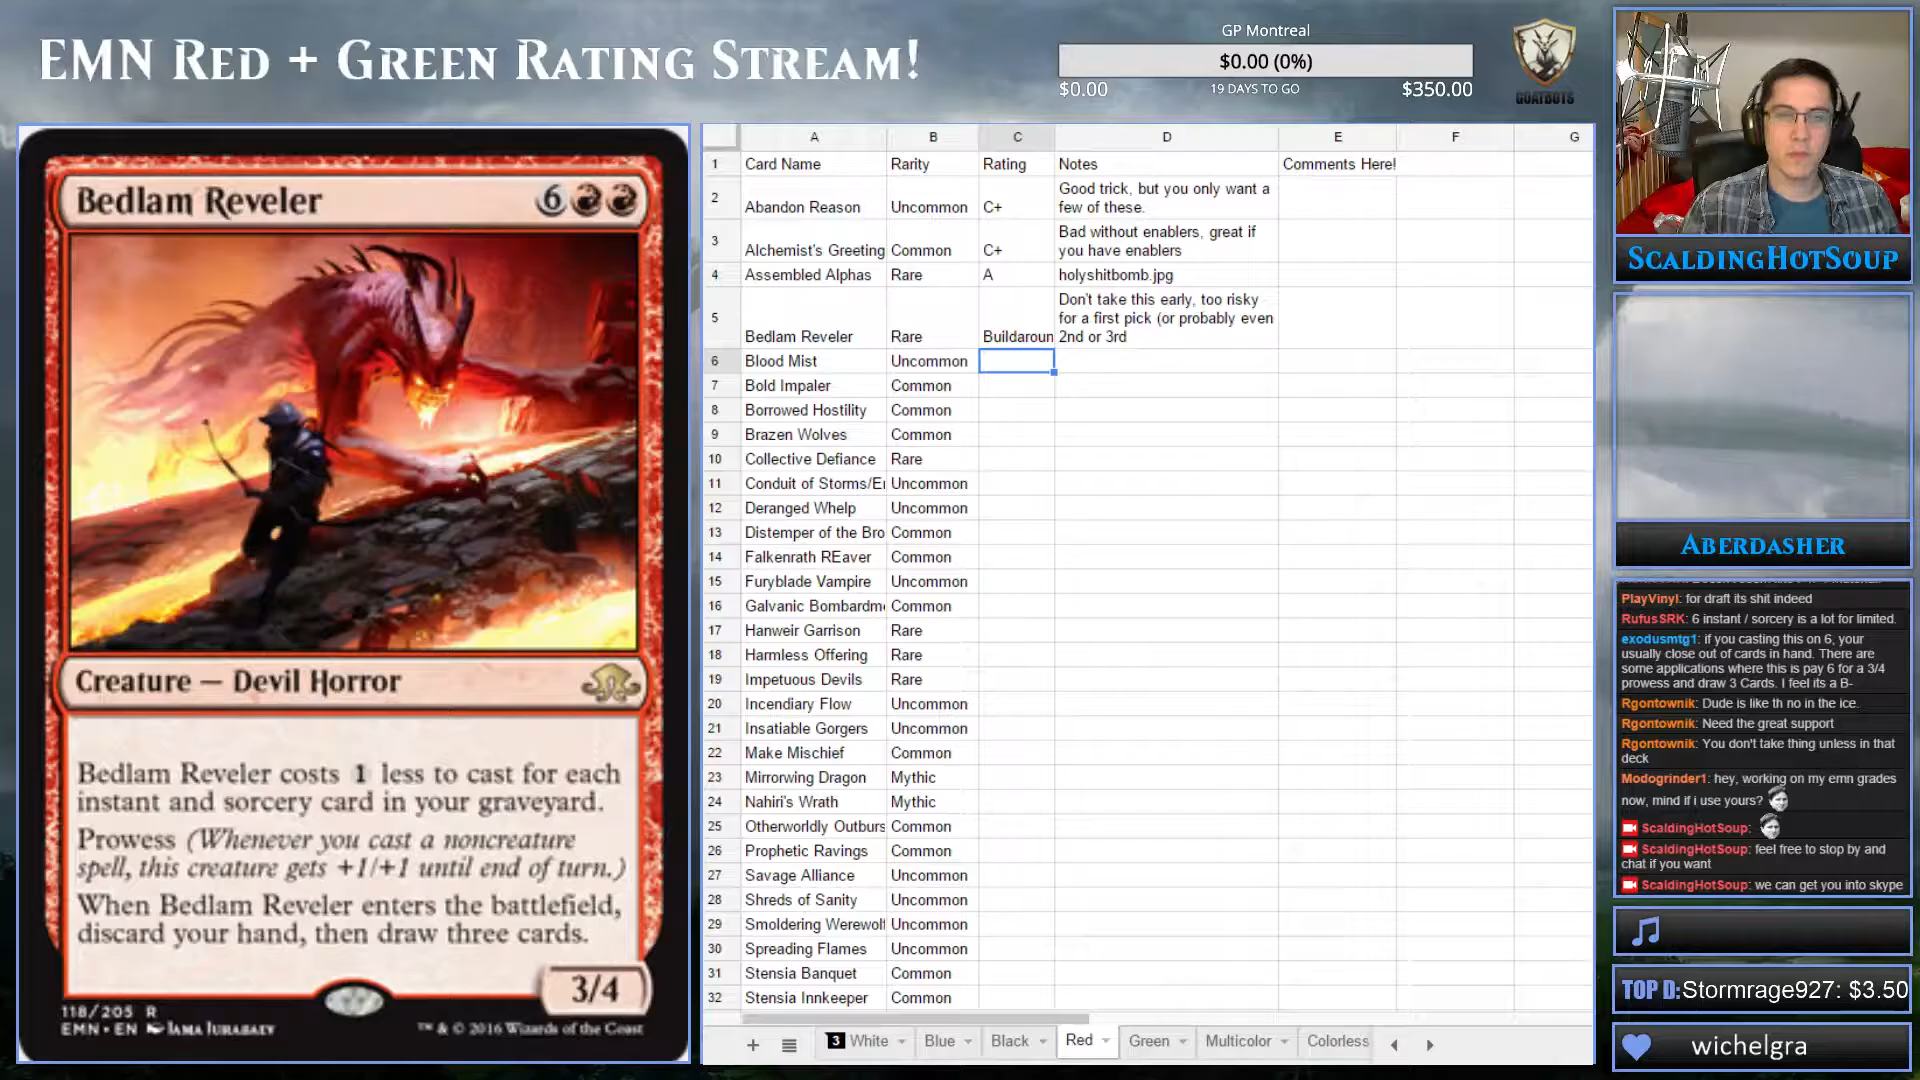 EMN Red + Green Rating Stream!
GP Montreal
$0.00 (0%)
$0.00
19 DAYS TO GO
$350.00
GOATBOTS
Bedlam Reveler
6
Creature — Devil Horror
Bedlam Reveler costs 1 less to cast for each
instant and sorcery card in your graveyard.
Prowess (Whenever you cast a noncreature
spell, this creature gets +1/+1 until end of turn.)
When Bedlam Reveler enters the battlefield,
discard your hand, then draw three cards.
3/4
118/205 R
EMN • EN
™ & © 2016 Wizards of the Coast
A B C D E F G
1 Card Name Rarity Rating Notes Comments Here!
2 Abandon Reason Uncommon C+ Good trick, but you only want a
few of these.
3 Alchemist's Greeting Common C+ Bad without enablers, great if
you have enablers
4 Assembled Alphas Rare A holyshitbomb.jpg
5 Bedlam Reveler Rare Buildaroun Don't take this early, too risky
for a first pick (or probably even
2nd or 3rd
6 Blood Mist Uncommon
7 Bold Impaler Common
8 Borrowed Hostility Common
9 Brazen Wolves Common
10 Collective Defiance Rare
11 Conduit of Storms/E Uncommon
12 Deranged Whelp Uncommon
13 Distemper of the Bro Common
14 Falkenrath REaver Common
15 Furyblade Vampire Uncommon
16 Galvanic Bombardm Common
17 Hanweir Garrison Rare
18 Harmless Offering Rare
19 Impetuous Devils Rare
20 Incendiary Flow Uncommon
21 Insatiable Gorgers Uncommon
22 Make Mischief Common
23 Mirrorwing Dragon Mythic
24 Nahiri's Wrath Mythic
25 Otherworldly Outburs Common
26 Prophetic Ravings Common
27 Savage Alliance Uncommon
28 Shreds of Sanity Uncommon
29 Smoldering Werewolf Uncommon
30 Spreading Flames Uncommon
31 Stensia Banquet Common
32 Stensia Innkeeper Common
+ 3 White Blue Black Red Green Multicolor Colorless
ScaldingHotSoup
Aberdasher
PlayVinyl: for draft its shit indeed
RufusSRK: 6 instant / sorcery is a lot for limited.
exodusmtg1: if you casting this on 6, your
usually close out of cards in hand. There are
some applications where this is pay 6 for a 3/4
prowess and draw 3 Cards. I feel its a B-
Rgontownik: Dude is like th no in the ice.
Rgontownik: Need the great support
Rgontownik: You don't take thing unless in that
deck
Modogrinder1: hey, working on my emn grades
now, mind if i use yours?
ScaldingHotSoup:
ScaldingHotSoup: feel free to stop by and
chat if you want
ScaldingHotSoup: we can get you into skype
TOP D: Stormrage927: $3.50
wichelgra